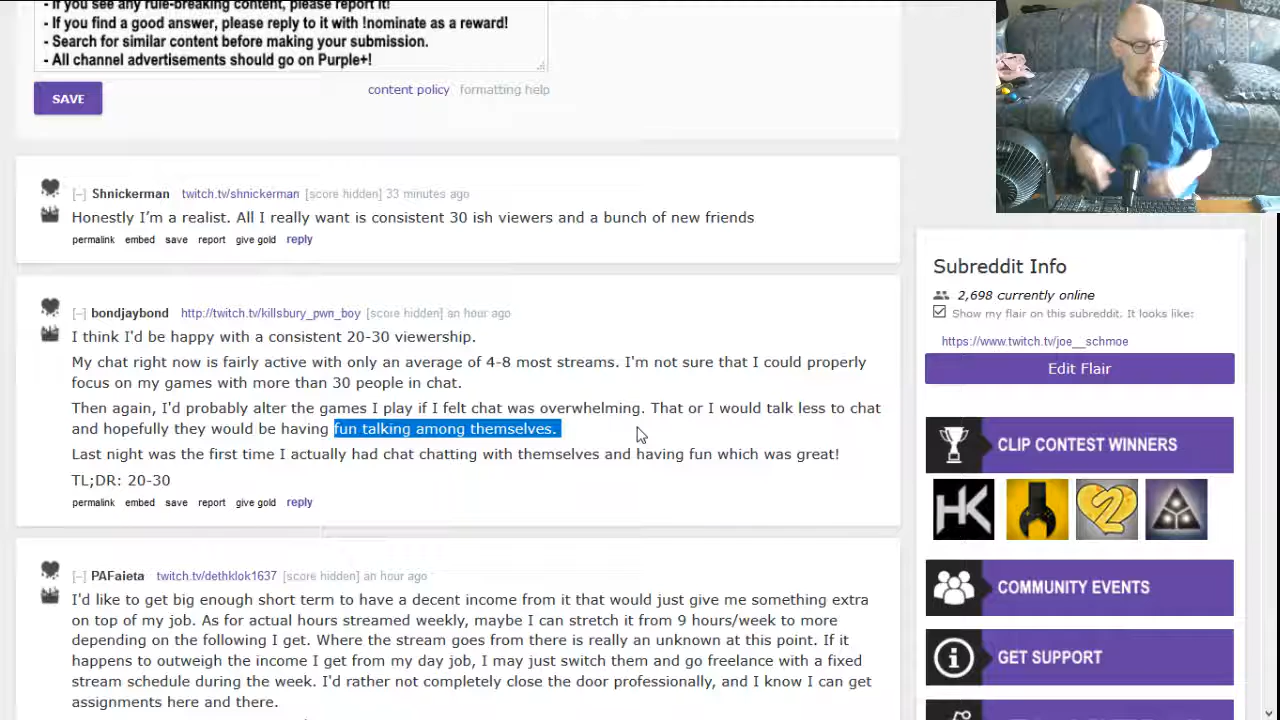 - If you see any rule-breaking content, please report it!
- If you find a good answer, please reply to it with !nominate as a reward!
- Search for similar content before making your submission.
- All channel advertisements should go on Purple+!
SAVE
content policy formatting help
[–] Shnickerman twitch.tv/shnickerman [score hidden] 33 minutes ago
Honestly I’m a realist. All I really want is consistent 30 ish viewers and a bunch of new friends
permalink embed save report give gold reply
[–] bondjaybond http://twitch.tv/killsbury_pwn_boy [score hidden] an hour ago
I think I'd be happy with a consistent 20-30 viewership.
My chat right now is fairly active with only an average of 4-8 most streams. I'm not sure that I could properly
focus on my games with more than 30 people in chat.
Then again, I'd probably alter the games I play if I felt chat was overwhelming. That or I would talk less to chat
and hopefully they would be having fun talking among themselves.
Last night was the first time I actually had chat chatting with themselves and having fun which was great!
TL;DR: 20-30
permalink embed save report give gold reply
[–] PAFaieta twitch.tv/dethklok1637 [score hidden] an hour ago
I'd like to get big enough short term to have a decent income from it that would just give me something extra
on top of my job. As for actual hours streamed weekly, maybe I can stretch it from 9 hours/week to more
depending on the following I get. Where the stream goes from there is really an unknown at this point. If it
happens to outweigh the income I get from my day job, I may just switch them and go freelance with a fixed
stream schedule during the week. I'd rather not completely close the door professionally, and I know I can get
assignments here and there.
Subreddit Info
2,698 currently online
Show my flair on this subreddit. It looks like:
https://www.twitch.tv/joe__schmoe
Edit Flair
CLIP CONTEST WINNERS
HK
2
COMMUNITY EVENTS
GET SUPPORT